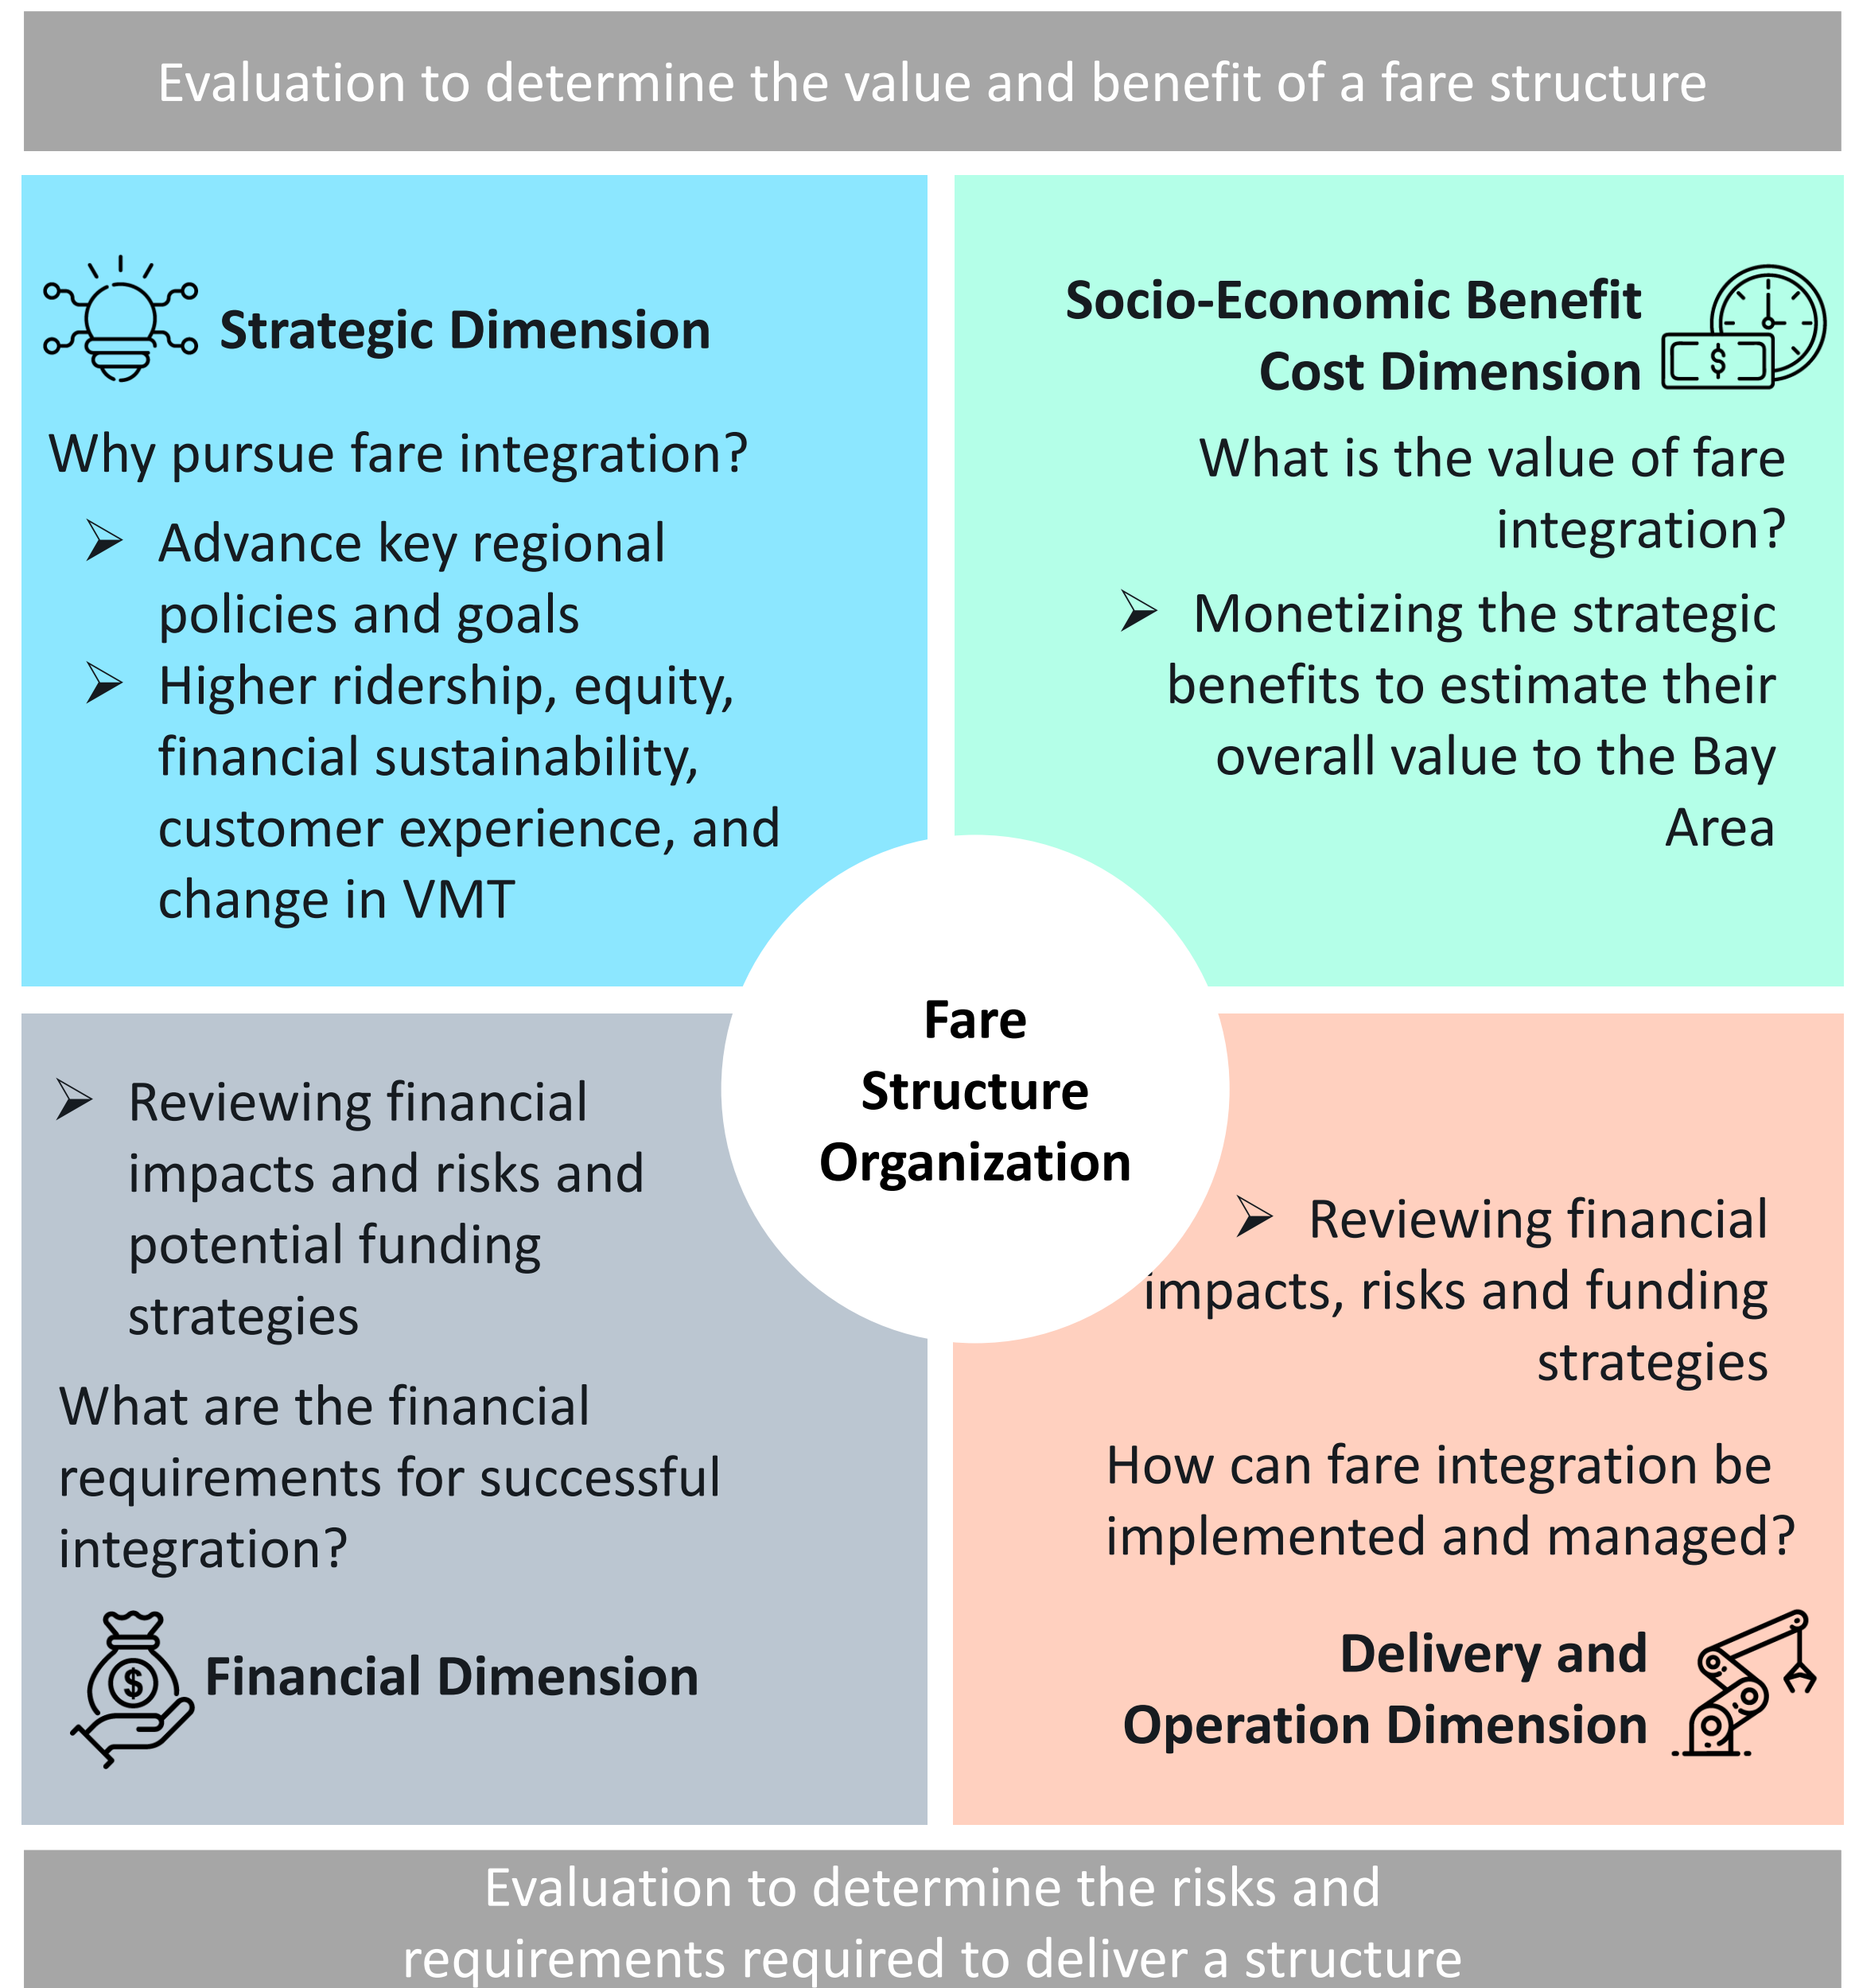 Evaluation to determine the value and benefit of a fare structure
Strategic Dimension
Why pursue fare integration?
Advance key regional
policies and goals
Higher ridership, equity,
financial sustainability,
customer experience, and
change in VMT
Socio-Economic Benefit
Cost Dimension
What is the value of fare
integration?
Monetizing the strategic
benefits to estimate their
overall value to the Bay
Area
Fare
Structure
Organization
Reviewing financial
impacts and risks and
potential funding
strategies
What are the financial
requirements for successful
integration?
$
Financial Dimension
Reviewing financial
impacts, risks and funding
strategies
How can fare integration be
implemented and managed?
Delivery and
Operation Dimension
Evaluation to determine the risks and
requirements required to deliver a structure